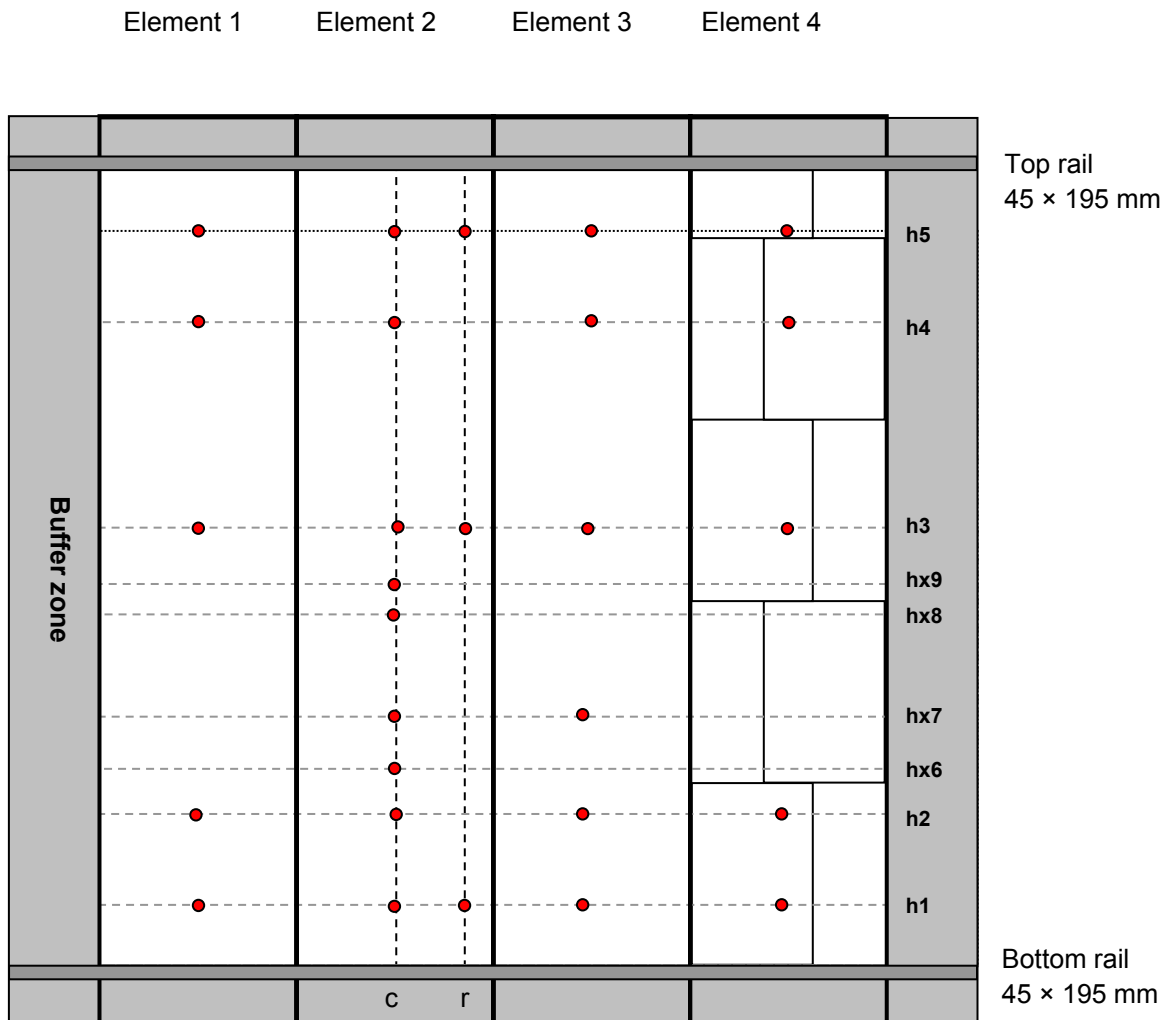 Element 1
Element 2
Element 3
Element 4
Top rail
45 × 195 mm
h5
h4
Buffer zone
h3
hx9
hx8
hx7
hx6
h2
h1
Bottom rail
45 × 195 mm
c
r